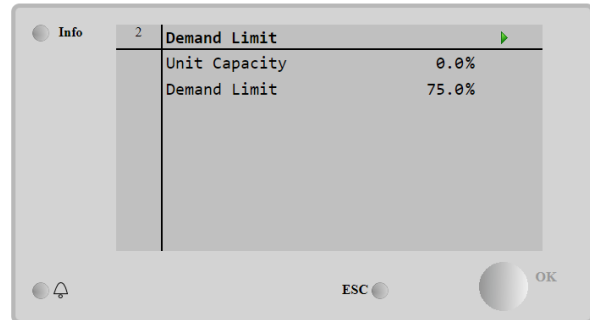 Info
2 Demand Limit
Unit Capacity 0.0%
Demand Limit 75.0%
ESC
OK